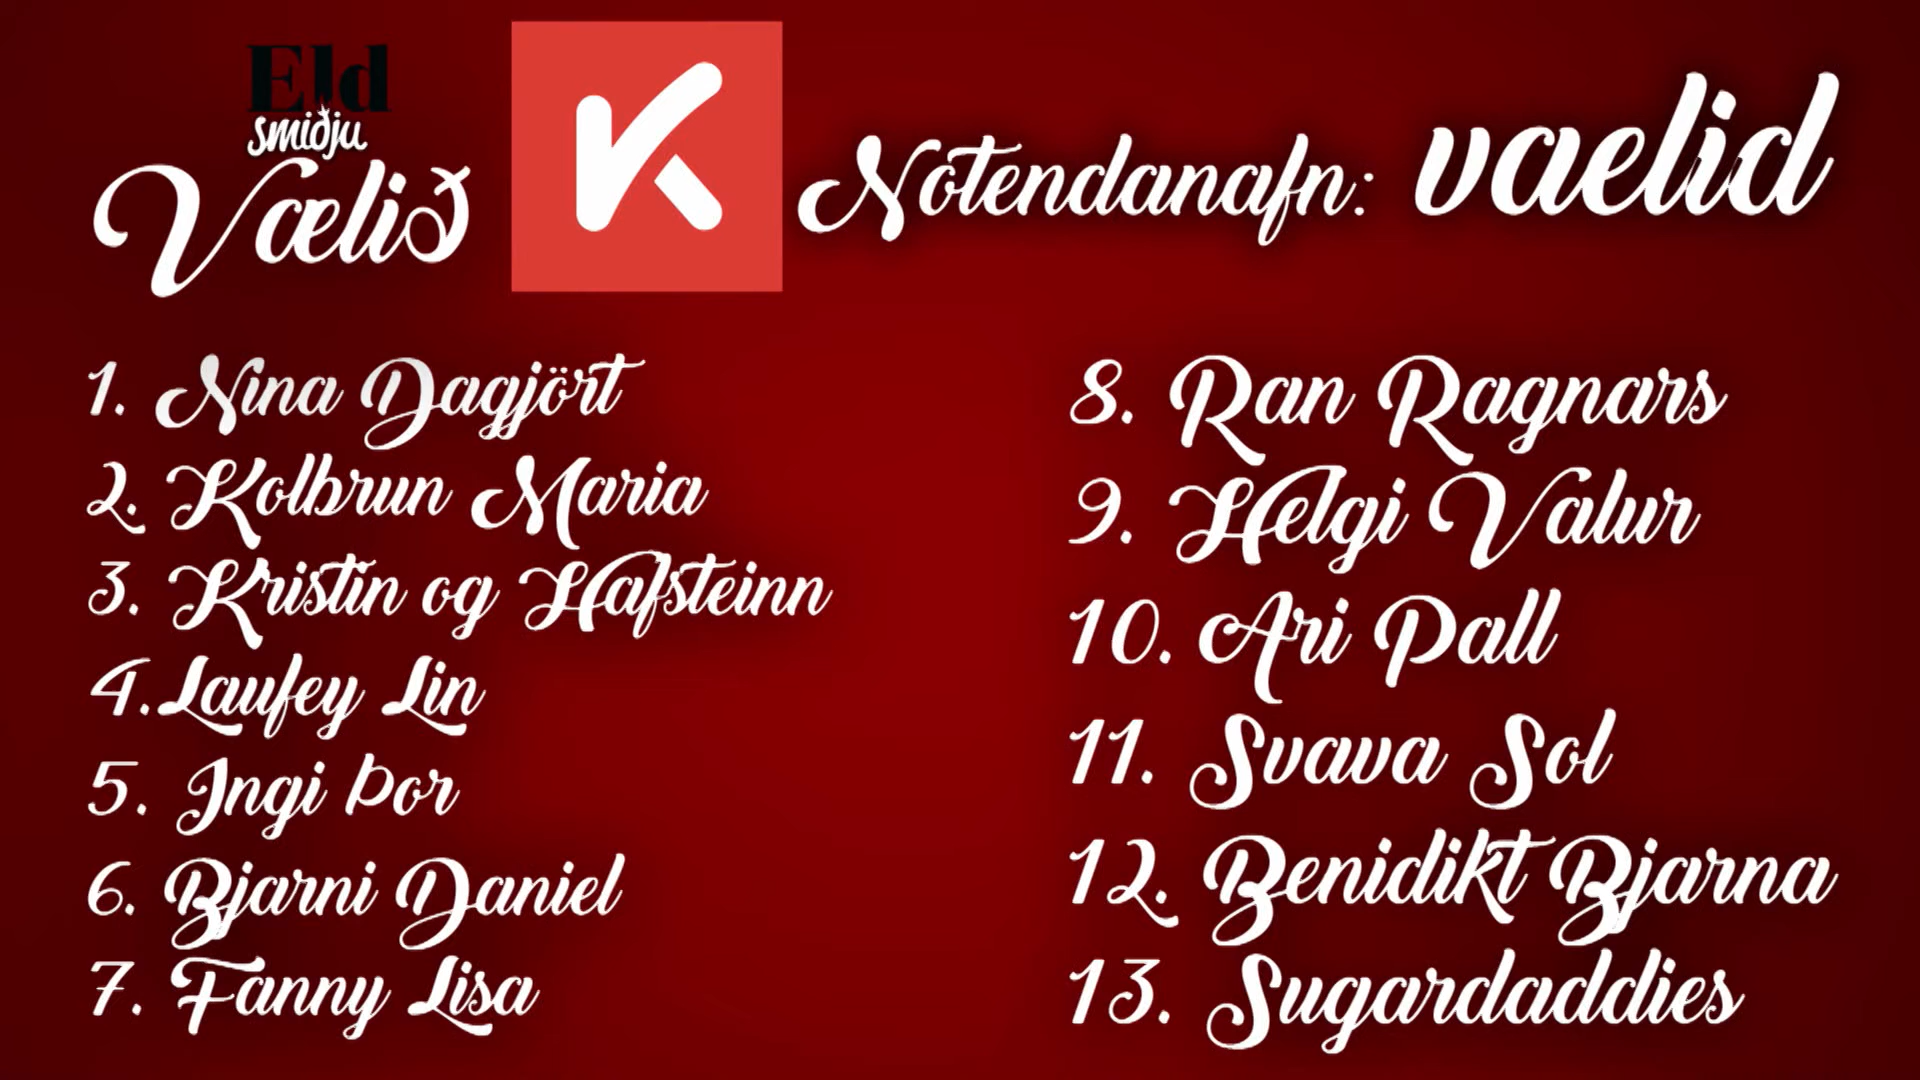 Eld
smiðju
Vælið
K
Notendanafn: vaelid
1. Nina Dagjört
2. Kolbrun Maria
3. Kristin og Hafsteinn
4. Laufey Lin
5. Ingi Þor
6. Bjarni Daniel
7. Fanny Lisa
8. Ran Ragnars
9. Helgi Valur
10. Ari Pall
11. Svava Sol
12. Benidikt Bjarna
13. Sugardaddies